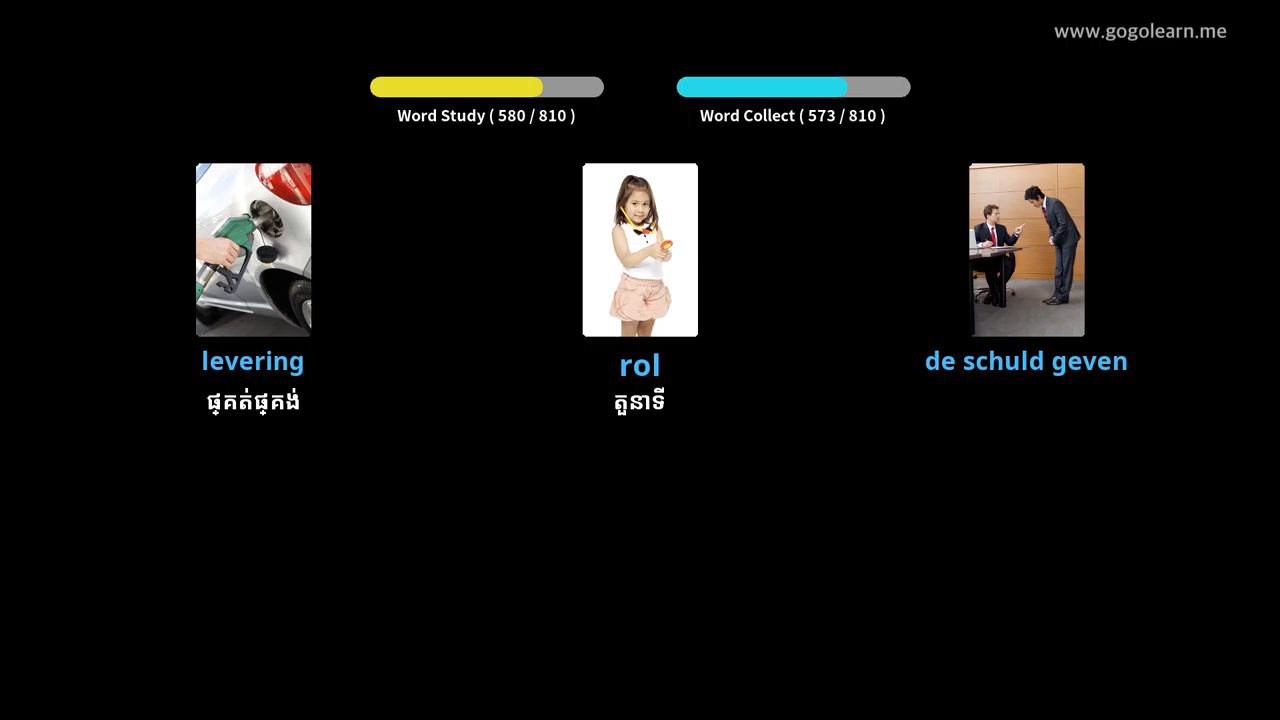 www.gogolearn.me
Word Study ( 580 / 810 )
Word Collect ( 573 / 810 )
levering
rol
de schuld geven
ផ្គត់ផ្គង់
តួនាទី